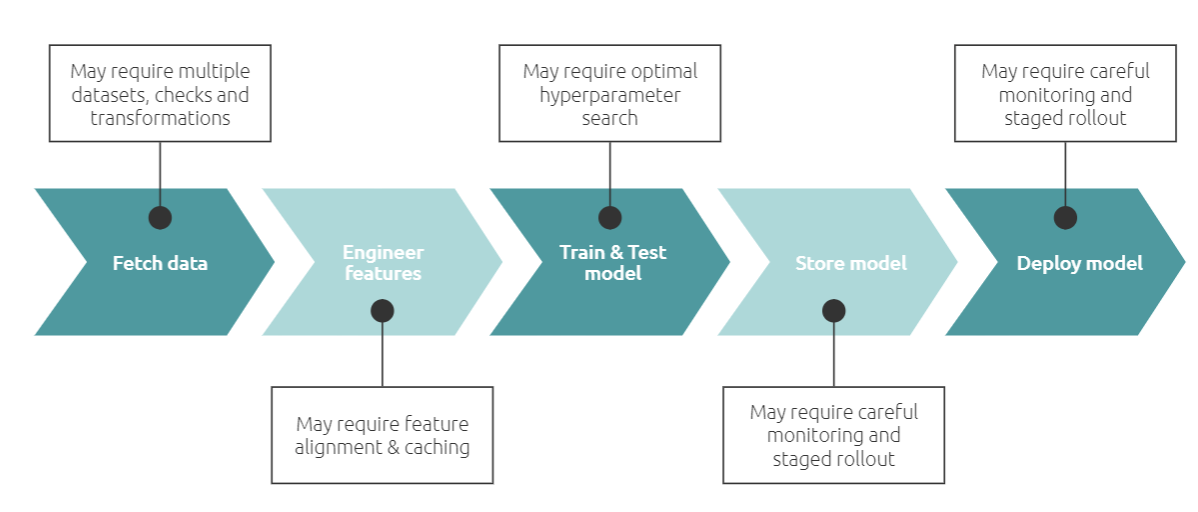 May require multiple
datasets, checks and
transformations
May require optimal
hyperparameter
search
May require careful
monitoring and
staged rollout
Fetch data
Engineer
features
Train & Test
model
Store model
Deploy model
May require feature
alignment & caching
May require careful
monitoring and
staged rollout